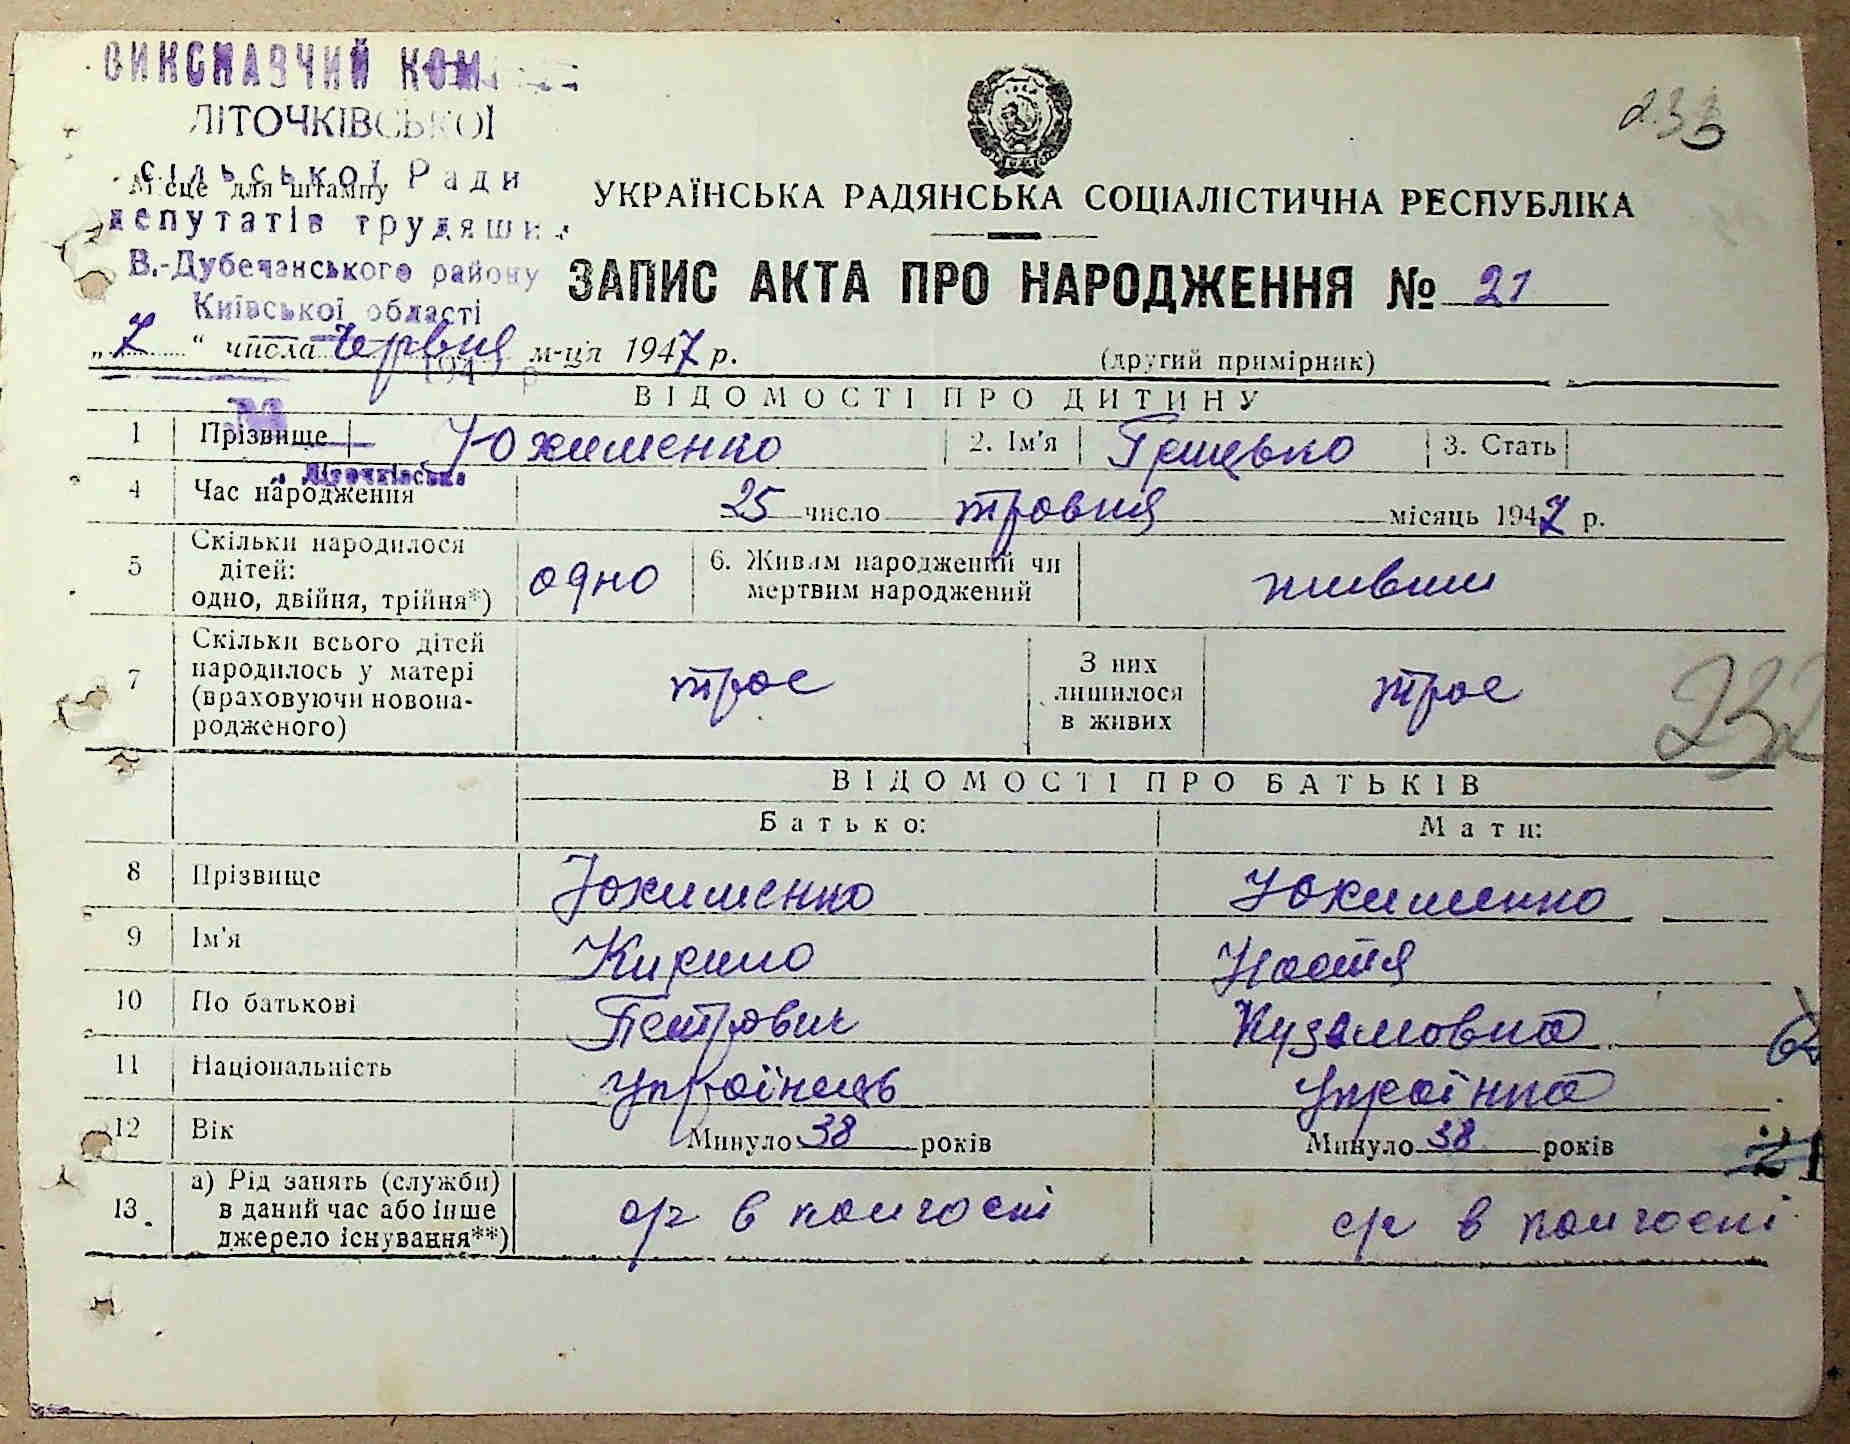 ВИКОНАВЧИЙ КОМ
ЛІТОЧКІВСЬКОЇ
сільської Ради
депутатів трудящи
В.-Дубечанського району
Київської області
Місце для штампу
233
УКРАЇНСЬКА РАДЯНСЬКА СОЦІАЛІСТИЧНА РЕСПУБЛІКА
ЗАПИС АКТА ПРО НАРОДЖЕННЯ № 21
„7“ числа Червня м-ця 1947 р.
(другий примірник)
ВІДОМОСТІ ПРО ДИТИНУ
1 Прізвище Юхименко 2. Ім'я Грицько 3. Стать
Літочківська
4 Час народження 25 число травня місяць 1947 р.
5 Скільки народилося дітей: одно, двійня, трійня*) одно 6. Живим народжений чи мертвим народжений живим
7 Скільки всього дітей народилось у матері (враховуючи новонародженого) троє З них лишилося в живих троє
232
ВІДОМОСТІ ПРО БАТЬКІВ
Батько: Мати:
8 Прізвище Юхименко Юхименко
9 Ім'я Кирило Настя
10 По батькові Петрович Кузьмовна
11 Національність Українець Українка
12 Вік Минуло 38 років Минуло 38 років
21
13. а) Рід занять (служби) в даний час або інше джерело існування**) с/г в колгоспі с/г в колгоспі